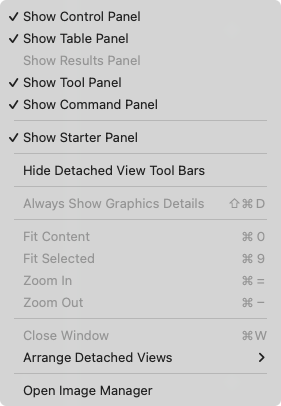 ✓ Show Control Panel
✓ Show Table Panel
Show Results Panel
✓ Show Tool Panel
✓ Show Command Panel
✓ Show Starter Panel
Hide Detached View Tool Bars
Always Show Graphics Details ⇧⌘D
Fit Content ⌘0
Fit Selected ⌘9
Zoom In ⌘=
Zoom Out ⌘−
Close Window ⌘W
Arrange Detached Views >
Open Image Manager